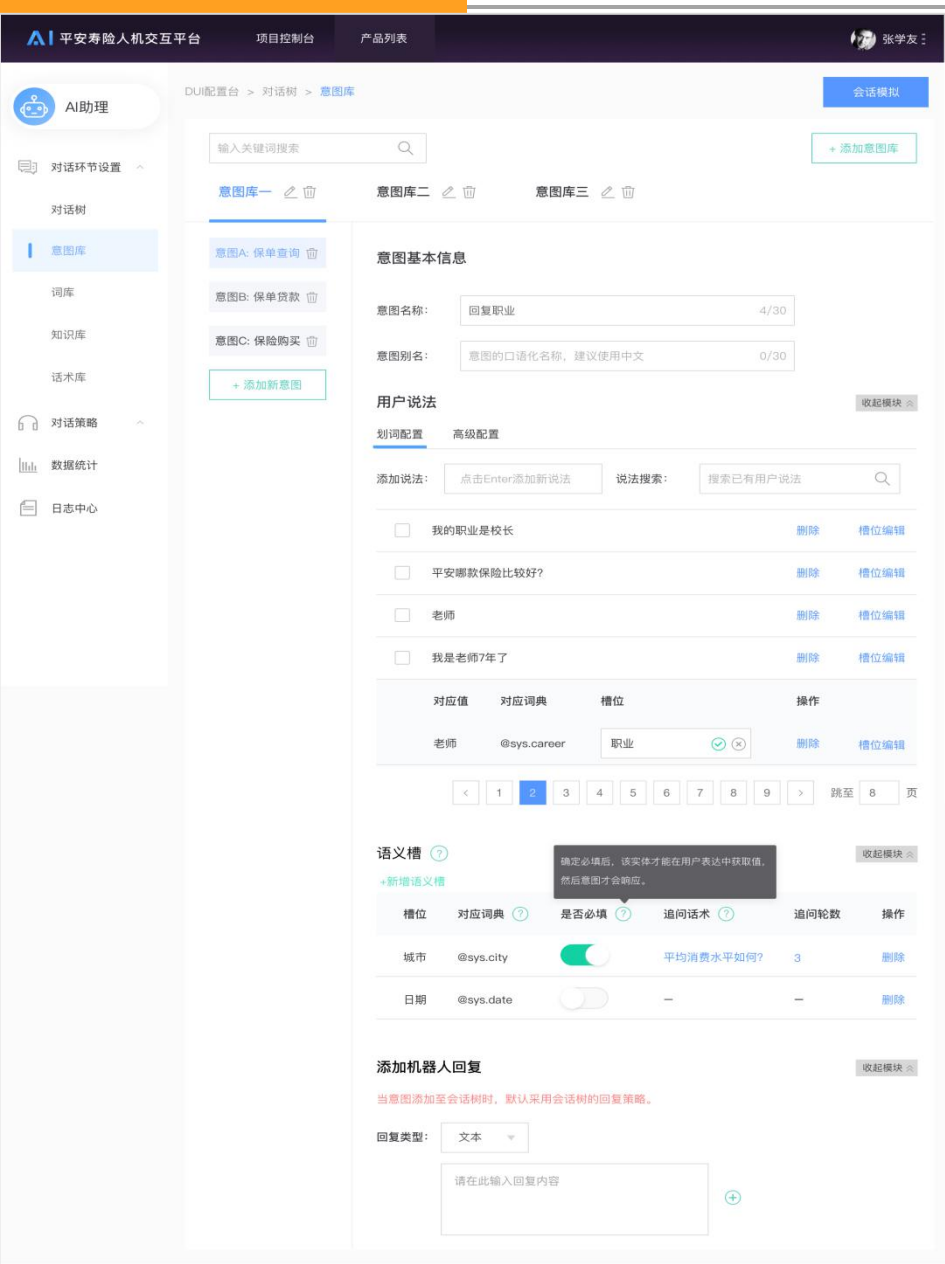 AI 平安寿险人机交互平台 项目控制台 产品列表 张学友
AI助理
对话环节设置
对话树
意图库
词库
知识库
话术库
对话策略
数据统计
日志中心
DUI配置台 > 对话树 > 意图库 会话模拟
输入关键词搜索 + 添加意图库
意图库一 意图库二 意图库三
意图A: 保单查询
意图B: 保单贷款
意图C: 保险购买
+ 添加新意图
意图基本信息
意图名称: 回复职业 4/30
意图别名: 意图的口语化名称, 建议使用中文 0/30
用户说法 收起模块
划词配置 高级配置
添加说法: 点击Enter添加新说法 说法搜索: 搜索已有用户说法
我的职业是校长 删除 槽位编辑
平安哪款保险比较好? 删除 槽位编辑
老师 删除 槽位编辑
我是老师7年了 删除 槽位编辑
对应值 对应词典 槽位 操作
老师 @sys.career 职业 删除 槽位编辑
< 1 2 3 4 5 6 7 8 9 > 跳至 8 页
语义槽 ? 收起模块
确定必填后, 该实体才能在用户表达中获取值,
然后意图才会响应。
+新增语义槽
槽位 对应词典 ? 是否必填 ? 追问话术 ? 追问轮数 操作
城市 @sys.city 平均消费水平如何? 3 删除
日期 @sys.date — — 删除
添加机器人回复 收起模块
当意图添加至会话树时, 默认采用会话树的回复策略。
回复类型: 文本
请在此输入回复内容